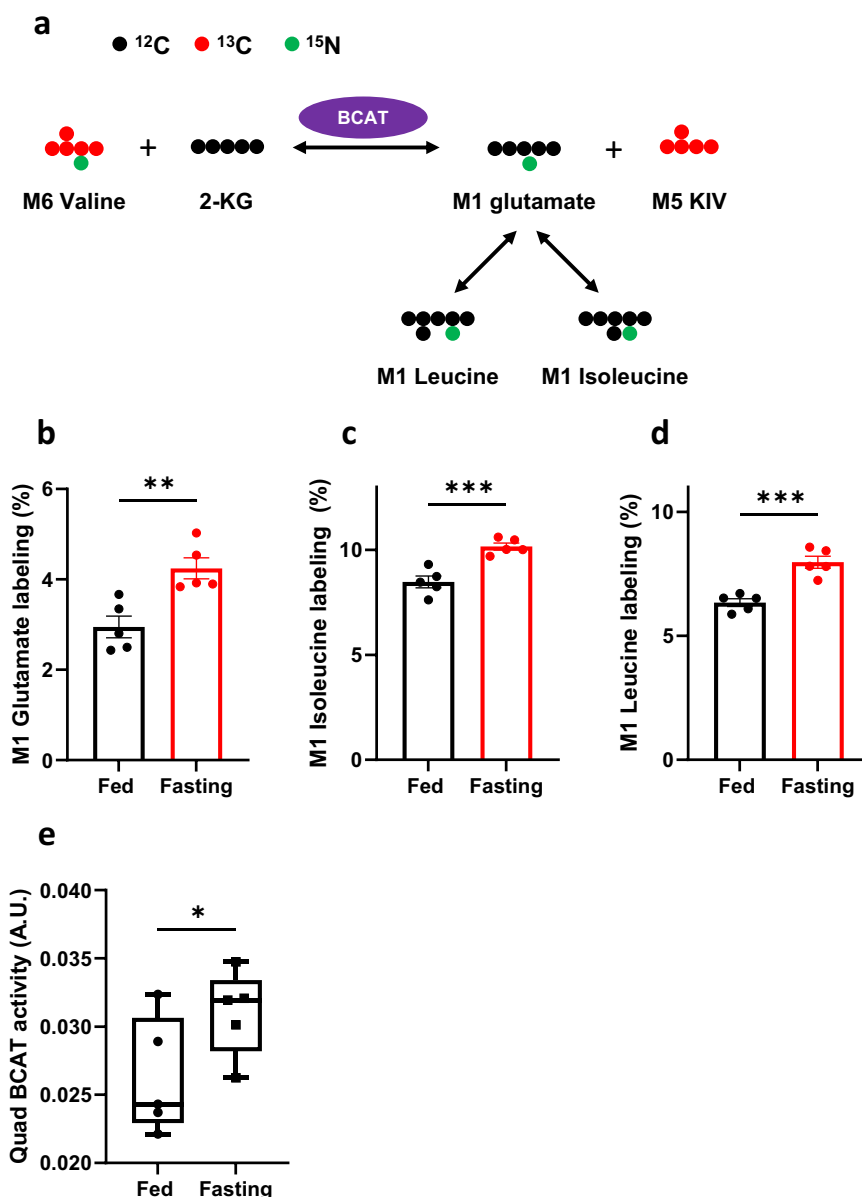 a
¹²C ¹³C ¹⁵N
BCAT
+ +
M6 Valine 2-KG M1 glutamate M5 KIV
M1 Leucine M1 Isoleucine
b
M1 Glutamate labeling (%)
6
4
2
0
**
Fed Fasting
c
M1 Isoleucine labeling (%)
10
5
0
***
Fed Fasting
d
M1 Leucine labeling (%)
10
5
0
***
Fed Fasting
e
Quad BCAT activity (A.U.)
0.040
0.035
0.030
0.025
0.020
*
Fed Fasting